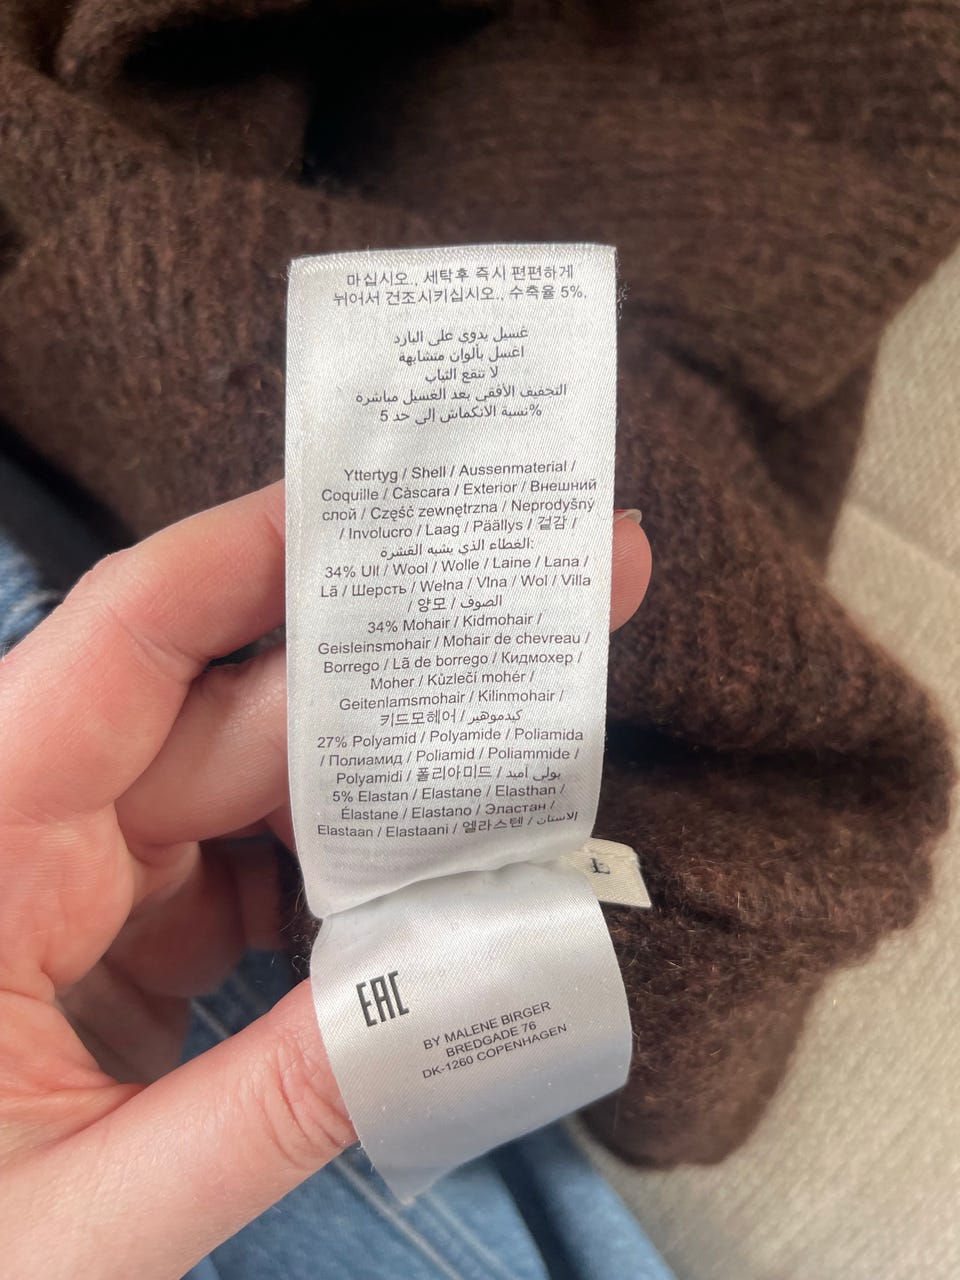 마십시오., 세탁후 즉시 편편하게
뉘어서 건조시키십시오., 수축율 5%.
غسيل يدوي على البارد
اغسل بألوان متشابهة
لا تنقع الثياب
التجفيف الأفقي بعد الغسيل مباشرة
%نسبة الانكماش الى حد 5
Yttertyg / Shell / Aussenmaterial /
Coquille / Càscara / Exterior / Внешний
слой / Część zewnętrzna / Neprodyšný
/ Involucro / Laag / Päällys / 겉감 /
الغطاء الذي يشبه القشرة:
34% Ull / Wool / Wolle / Laine / Lana /
Lã / Шерсть / Wełna / Vlna / Wol / Villa
/ 양모 / الصوف
34% Mohair / Kidmohair /
Geisleinsmohair / Mohair de chevreau /
Borrego / Lã de borrego / Кидмохер /
Moher / Kůzlečí mohér /
Geitenlamsmohair / Kilinmohair /
키드모헤어 / كيدموهير
27% Polyamid / Polyamide / Poliamida
/ Полиамид / Poliamid / Poliammide /
Polyamidi / 폴리아미드 / بولي أميد
5% Elastan / Elastane / Elasthan /
Élastane / Elastano / Эластан /
Elastaan / Elastaani / 엘라스텐 / الاستان
L
EAC
BY MALENE BIRGER
BREDGADE 76
DK-1260 COPENHAGEN